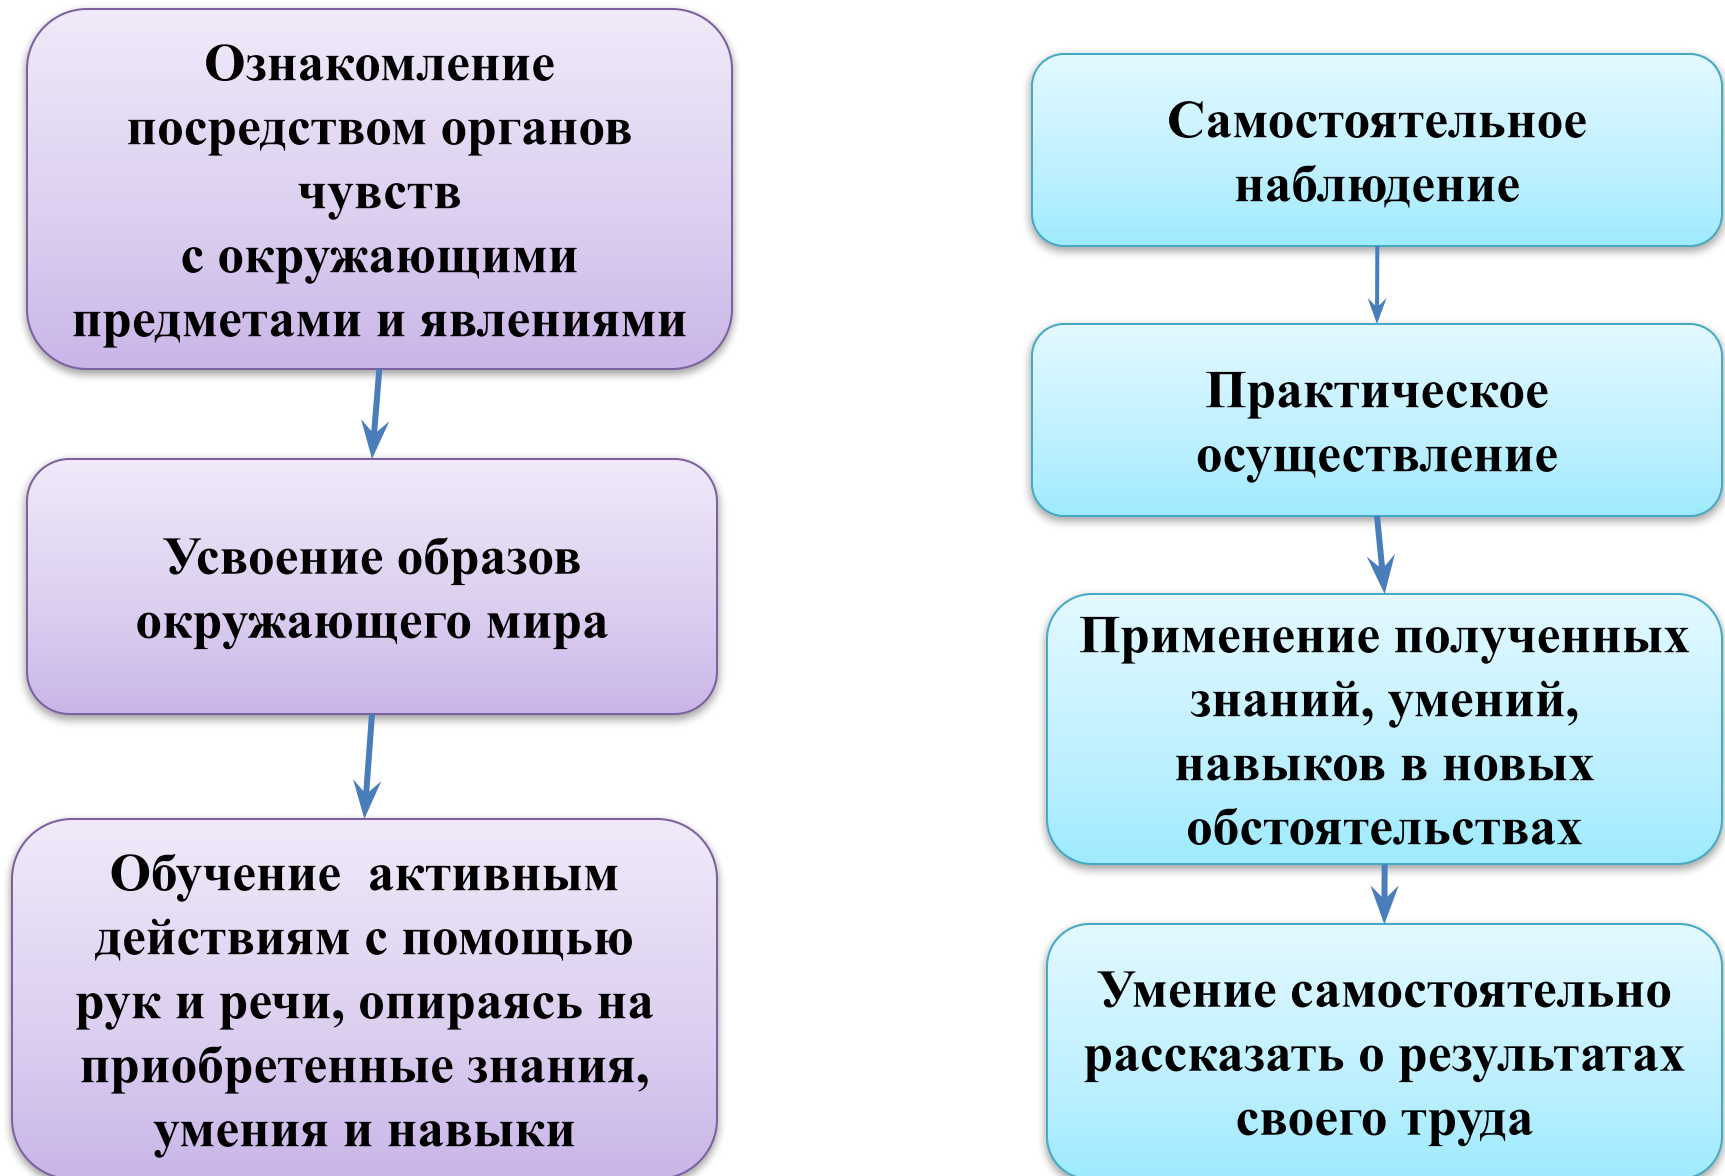 Ознакомление
посредством органов
чувств
с окружающими
предметами и явлениями
Усвоение образов
окружающего мира
Обучение  активным
действиям с помощью
рук и речи, опираясь на
приобретенные знания,
умения и навыки
Самостоятельное
наблюдение
Практическое
осуществление
Применение полученных
знаний, умений,
навыков в новых
обстоятельствах
Умение самостоятельно
рассказать о результатах
своего труда